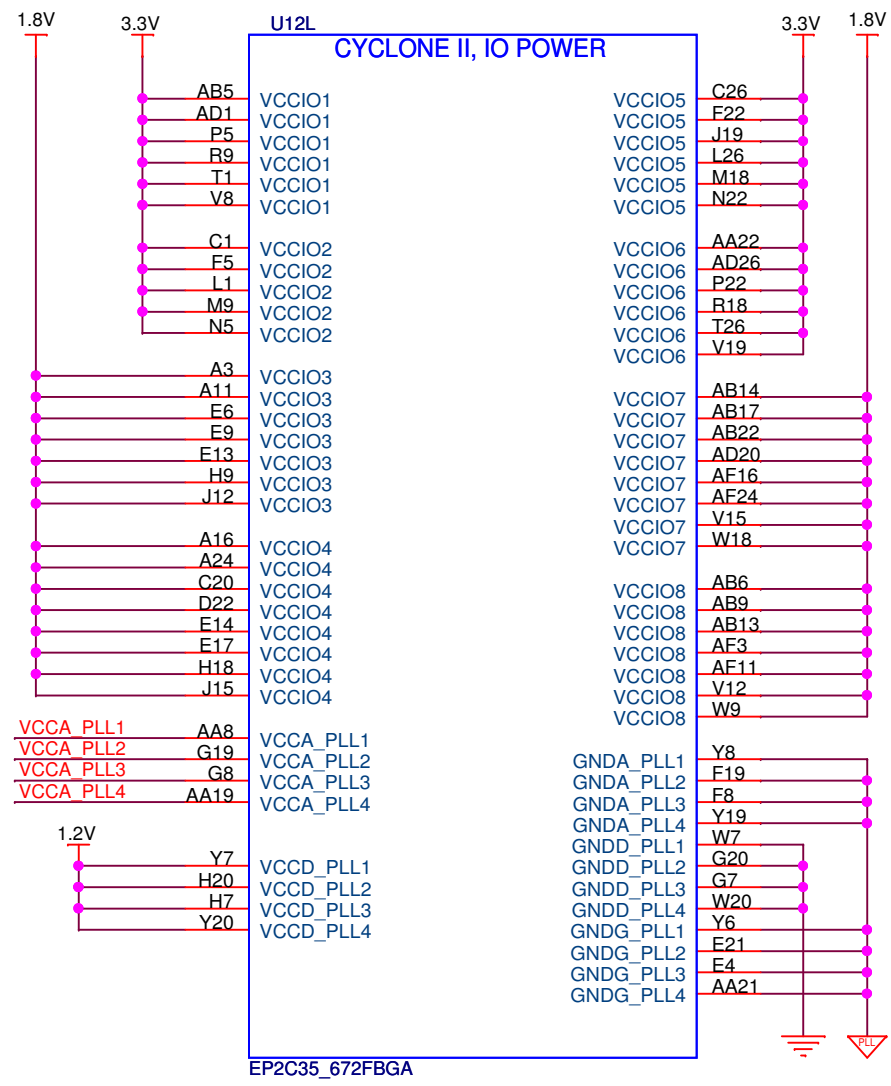 1.8V
3.3V
U12L
3.3V
1.8V
CYCLONE II, IO POWER
AB5 VCCIO1
AD1 VCCIO1
P5 VCCIO1
R9 VCCIO1
T1 VCCIO1
V8 VCCIO1
C1 VCCIO2
F5 VCCIO2
L1 VCCIO2
M9 VCCIO2
N5 VCCIO2
A3 VCCIO3
A11 VCCIO3
E6 VCCIO3
E9 VCCIO3
E13 VCCIO3
H9 VCCIO3
J12 VCCIO3
A16 VCCIO4
A24 VCCIO4
C20 VCCIO4
D22 VCCIO4
E14 VCCIO4
E17 VCCIO4
H18 VCCIO4
J15 VCCIO4
VCCA_PLL1 AA8 VCCA_PLL1
VCCA_PLL2 G19 VCCA_PLL2
VCCA_PLL3 G8 VCCA_PLL3
VCCA_PLL4 AA19 VCCA_PLL4
1.2V
Y7 VCCD_PLL1
H20 VCCD_PLL2
H7 VCCD_PLL3
Y20 VCCD_PLL4
VCCIO5 C26
VCCIO5 F22
VCCIO5 J19
VCCIO5 L26
VCCIO5 M18
VCCIO5 N22
VCCIO6 AA22
VCCIO6 AD26
VCCIO6 P22
VCCIO6 R18
VCCIO6 T26
VCCIO6 V19
VCCIO7 AB14
VCCIO7 AB17
VCCIO7 AB22
VCCIO7 AD20
VCCIO7 AF16
VCCIO7 AF24
VCCIO7 V15
VCCIO7 W18
VCCIO8 AB6
VCCIO8 AB9
VCCIO8 AB13
VCCIO8 AF3
VCCIO8 AF11
VCCIO8 V12
VCCIO8 W9
GNDA_PLL1 Y8
GNDA_PLL2 F19
GNDA_PLL3 F8
GNDA_PLL4 Y19
GNDD_PLL1 W7
GNDD_PLL2 G20
GNDD_PLL3 G7
GNDD_PLL4 W20
GNDG_PLL1 Y6
GNDG_PLL2 E21
GNDG_PLL3 E4
GNDG_PLL4 AA21
PLL
EP2C35_672FBGA